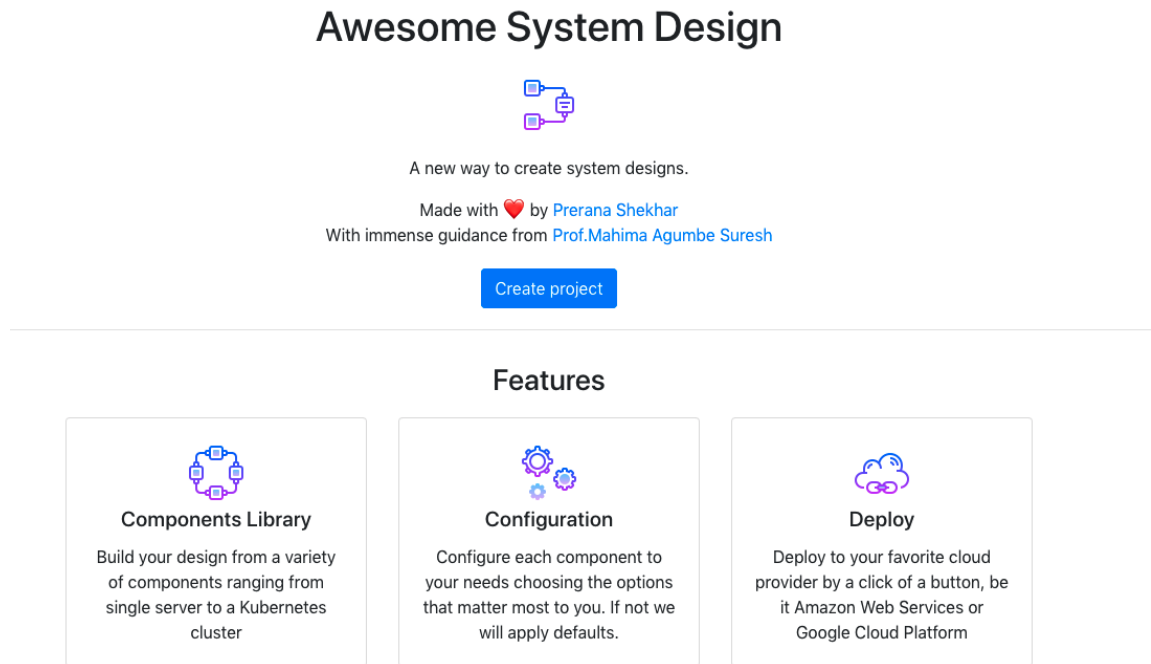 Awesome System Design
A new way to create system designs.
Made with ❤️ by Prerana Shekhar
With immense guidance from Prof.Mahima Agumbe Suresh
Create project
Features
Components Library
Build your design from a variety
of components ranging from
single server to a Kubernetes
cluster
Configuration
Configure each component to
your needs choosing the options
that matter most to you. If not we
will apply defaults.
Deploy
Deploy to your favorite cloud
provider by a click of a button, be
it Amazon Web Services or
Google Cloud Platform